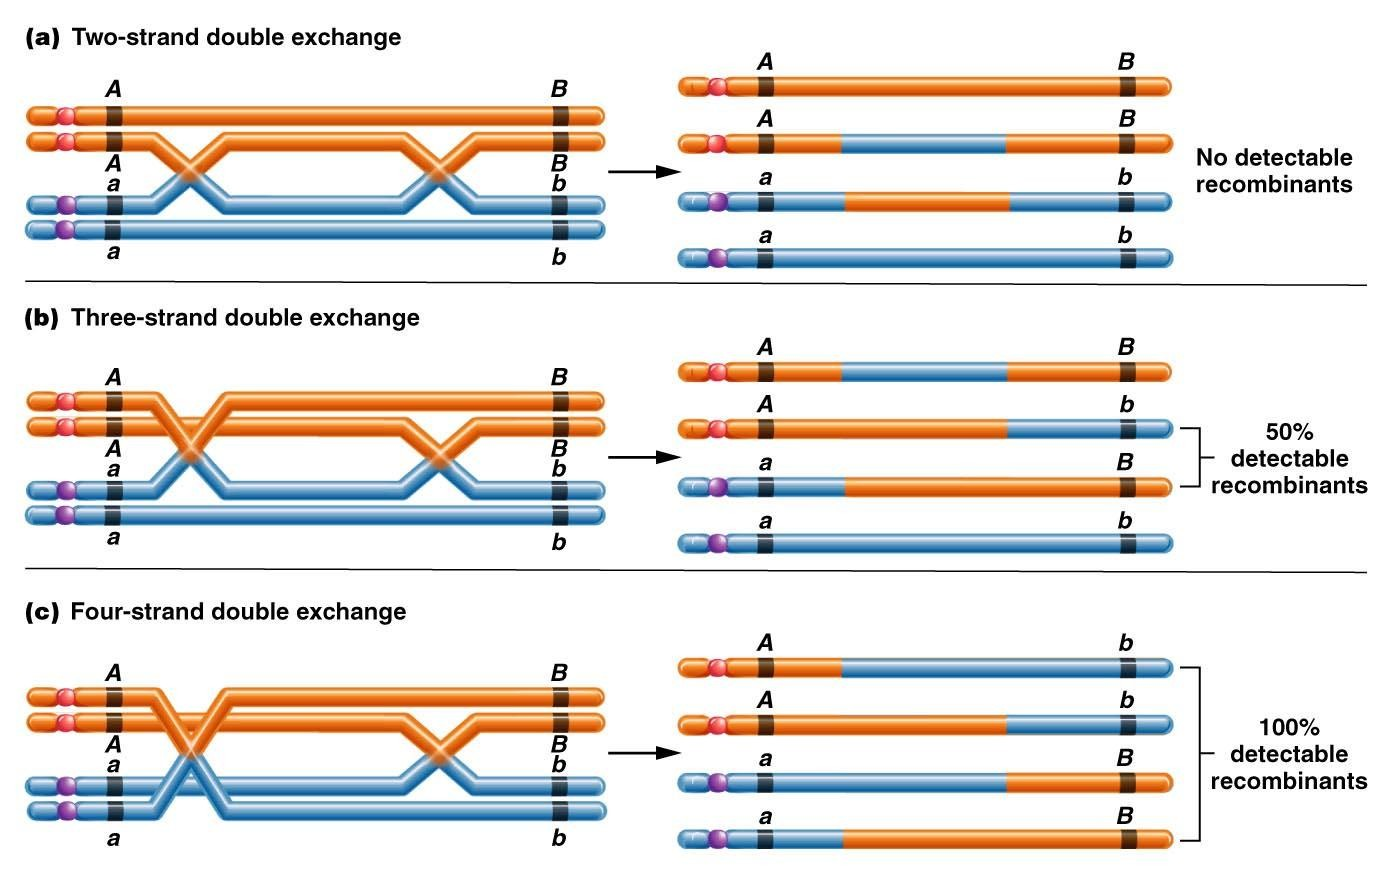 (a) Two-strand double exchange
A B
A B
a b
a b
A B
A B
a b
a b
No detectable
recombinants
(b) Three-strand double exchange
A B
A B
a b
a b
A B
A b
a B
a b
50%
detectable
recombinants
(c) Four-strand double exchange
A B
A B
a b
a b
A b
A b
a B
a B
100%
detectable
recombinants